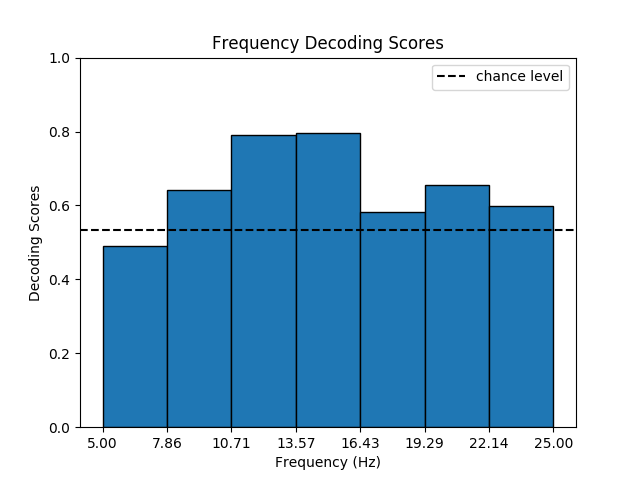 Frequency Decoding Scores
1.0
chance level
0.8
0.6
0.4
0.2
0.0
Decoding Scores
5.00 7.86 10.71 13.57 16.43 19.29 22.14 25.00
Frequency (Hz)